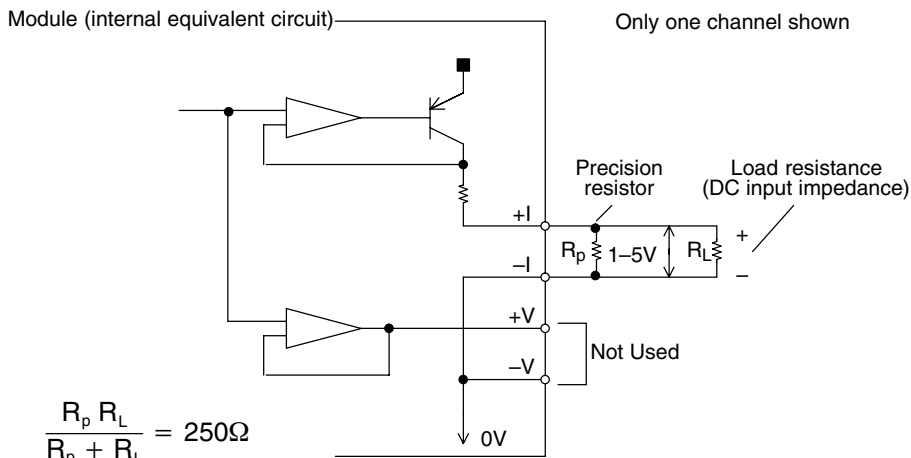 Module (internal equivalent circuit)
Only one channel shown
Precision
resistor
Load resistance
(DC input impedance)
+I
Rp
1–5V
RL
+
–I
–
+V
Not Used
–V
Rp RL
Rp + RL
= 250Ω
0V